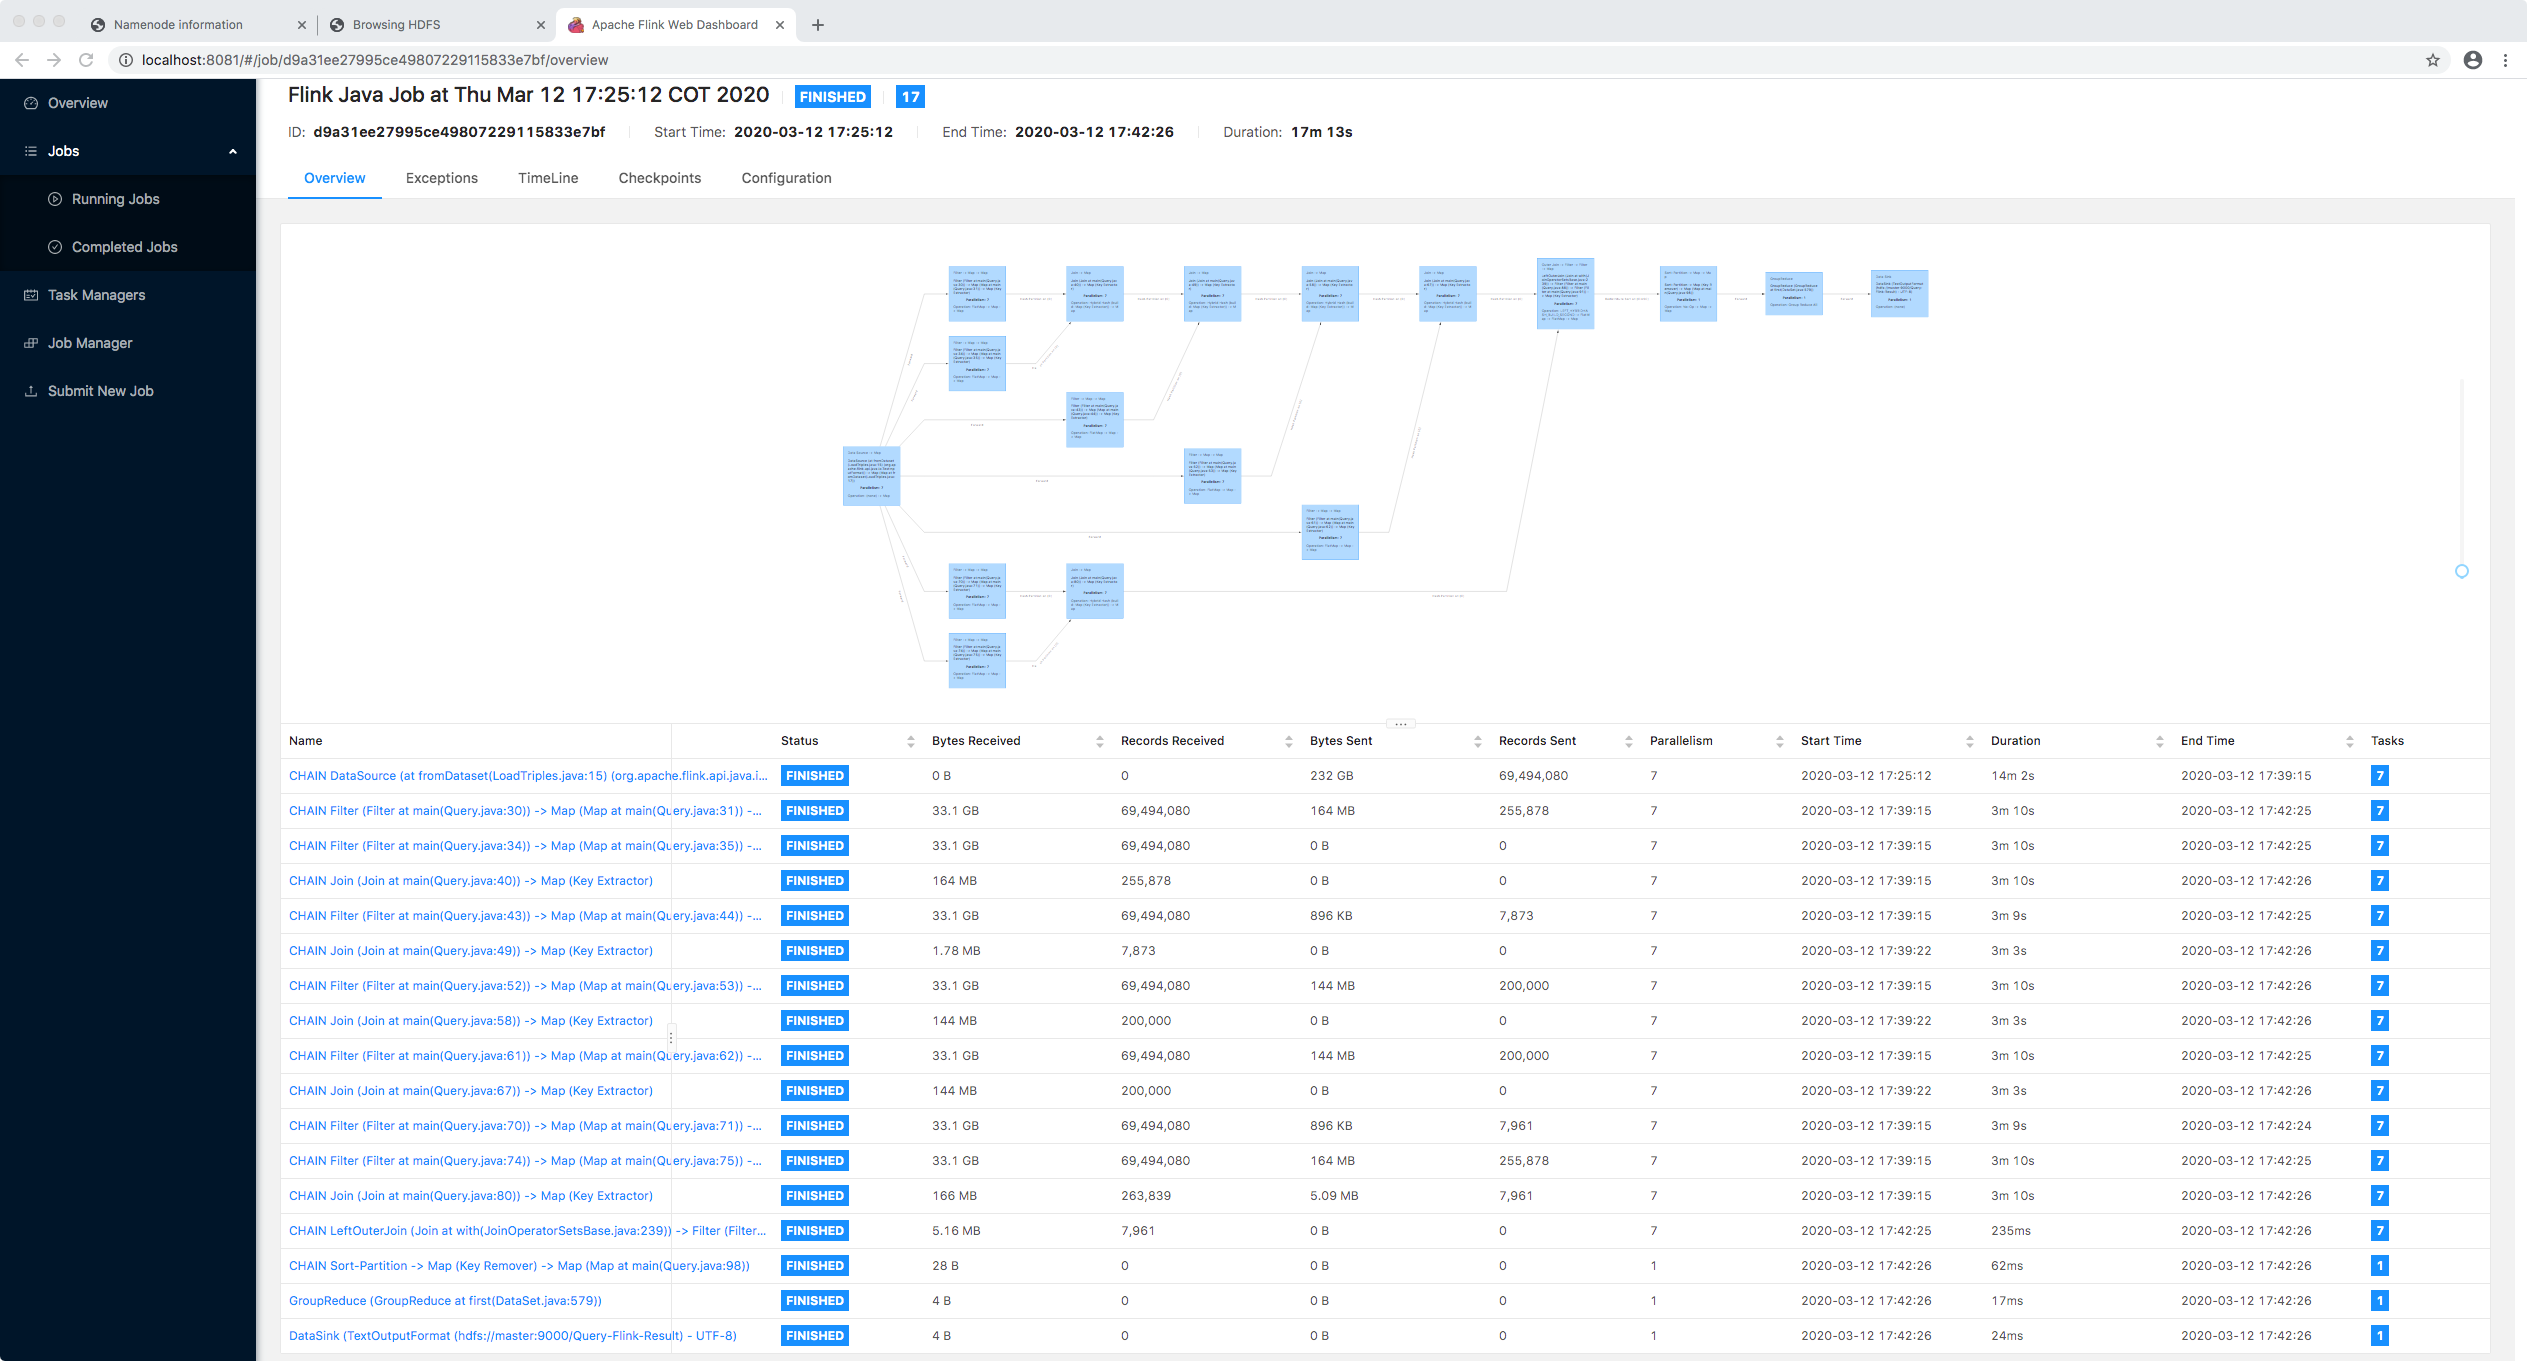 Namenode information
Browsing HDFS
Apache Flink Web Dashboard
localhost:8081/#/job/d9a31ee27995ce49807229115833e7bf/overview
Overview
Jobs
Running Jobs
Completed Jobs
Task Managers
Job Manager
Submit New Job
Flink Java Job at Thu Mar 12 17:25:12 COT 2020 FINISHED 17
ID: d9a31ee27995ce49807229115833e7bf Start Time: 2020-03-12 17:25:12 End Time: 2020-03-12 17:42:26 Duration: 17m 13s
Overview Exceptions TimeLine Checkpoints Configuration
Name Status Bytes Received Records Received Bytes Sent Records Sent Parallelism Start Time Duration End Time Tasks
CHAIN DataSource (at fromDataset(LoadTriples.java:15) (org.apache.flink.api.java.i... FINISHED 0 B 0 232 GB 69,494,080 7 2020-03-12 17:25:12 14m 2s 2020-03-12 17:39:15 7
CHAIN Filter (Filter at main(Query.java:30)) -> Map (Map at main(Query.java:31)) -... FINISHED 33.1 GB 69,494,080 164 MB 255,878 7 2020-03-12 17:39:15 3m 10s 2020-03-12 17:42:25 7
CHAIN Filter (Filter at main(Query.java:34)) -> Map (Map at main(Query.java:35)) -... FINISHED 33.1 GB 69,494,080 0 B 0 7 2020-03-12 17:39:15 3m 10s 2020-03-12 17:42:25 7
CHAIN Join (Join at main(Query.java:40)) -> Map (Key Extractor) FINISHED 164 MB 255,878 0 B 0 7 2020-03-12 17:39:15 3m 10s 2020-03-12 17:42:26 7
CHAIN Filter (Filter at main(Query.java:43)) -> Map (Map at main(Query.java:44)) -... FINISHED 33.1 GB 69,494,080 896 KB 7,873 7 2020-03-12 17:39:15 3m 9s 2020-03-12 17:42:25 7
CHAIN Join (Join at main(Query.java:49)) -> Map (Key Extractor) FINISHED 1.78 MB 7,873 0 B 0 7 2020-03-12 17:39:22 3m 3s 2020-03-12 17:42:26 7
CHAIN Filter (Filter at main(Query.java:52)) -> Map (Map at main(Query.java:53)) -... FINISHED 33.1 GB 69,494,080 144 MB 200,000 7 2020-03-12 17:39:15 3m 10s 2020-03-12 17:42:25 7
CHAIN Join (Join at main(Query.java:58)) -> Map (Key Extractor) FINISHED 144 MB 200,000 0 B 0 7 2020-03-12 17:39:22 3m 3s 2020-03-12 17:42:26 7
CHAIN Filter (Filter at main(Query.java:61)) -> Map (Map at main(Query.java:62)) -... FINISHED 33.1 GB 69,494,080 144 MB 200,000 7 2020-03-12 17:39:15 3m 10s 2020-03-12 17:42:25 7
CHAIN Join (Join at main(Query.java:67)) -> Map (Key Extractor) FINISHED 144 MB 200,000 0 B 0 7 2020-03-12 17:39:22 3m 3s 2020-03-12 17:42:26 7
CHAIN Filter (Filter at main(Query.java:70)) -> Map (Map at main(Query.java:71)) -... FINISHED 33.1 GB 69,494,080 896 KB 7,961 7 2020-03-12 17:39:15 3m 9s 2020-03-12 17:42:24 7
CHAIN Filter (Filter at main(Query.java:74)) -> Map (Map at main(Query.java:75)) -... FINISHED 33.1 GB 69,494,080 164 MB 255,878 7 2020-03-12 17:39:15 3m 10s 2020-03-12 17:42:25 7
CHAIN Join (Join at main(Query.java:80)) -> Map (Key Extractor) FINISHED 166 MB 263,839 5.09 MB 7,961 7 2020-03-12 17:39:15 3m 10s 2020-03-12 17:42:26 7
CHAIN LeftOuterJoin (Join at with(JoinOperatorSetsBase.java:239)) -> Filter (Filter... FINISHED 5.16 MB 7,961 0 B 0 7 2020-03-12 17:42:25 235ms 2020-03-12 17:42:26 7
CHAIN Sort-Partition -> Map (Key Remover) -> Map (Map at main(Query.java:98)) FINISHED 28 B 0 0 B 0 1 2020-03-12 17:42:26 62ms 2020-03-12 17:42:26 1
GroupReduce (GroupReduce at first(DataSet.java:579)) FINISHED 4 B 0 0 B 0 1 2020-03-12 17:42:26 17ms 2020-03-12 17:42:26 1
DataSink (TextOutputFormat (hdfs://master:9000/Query-Flink-Result) - UTF-8) FINISHED 4 B 0 0 B 0 1 2020-03-12 17:42:26 24ms 2020-03-12 17:42:26 1